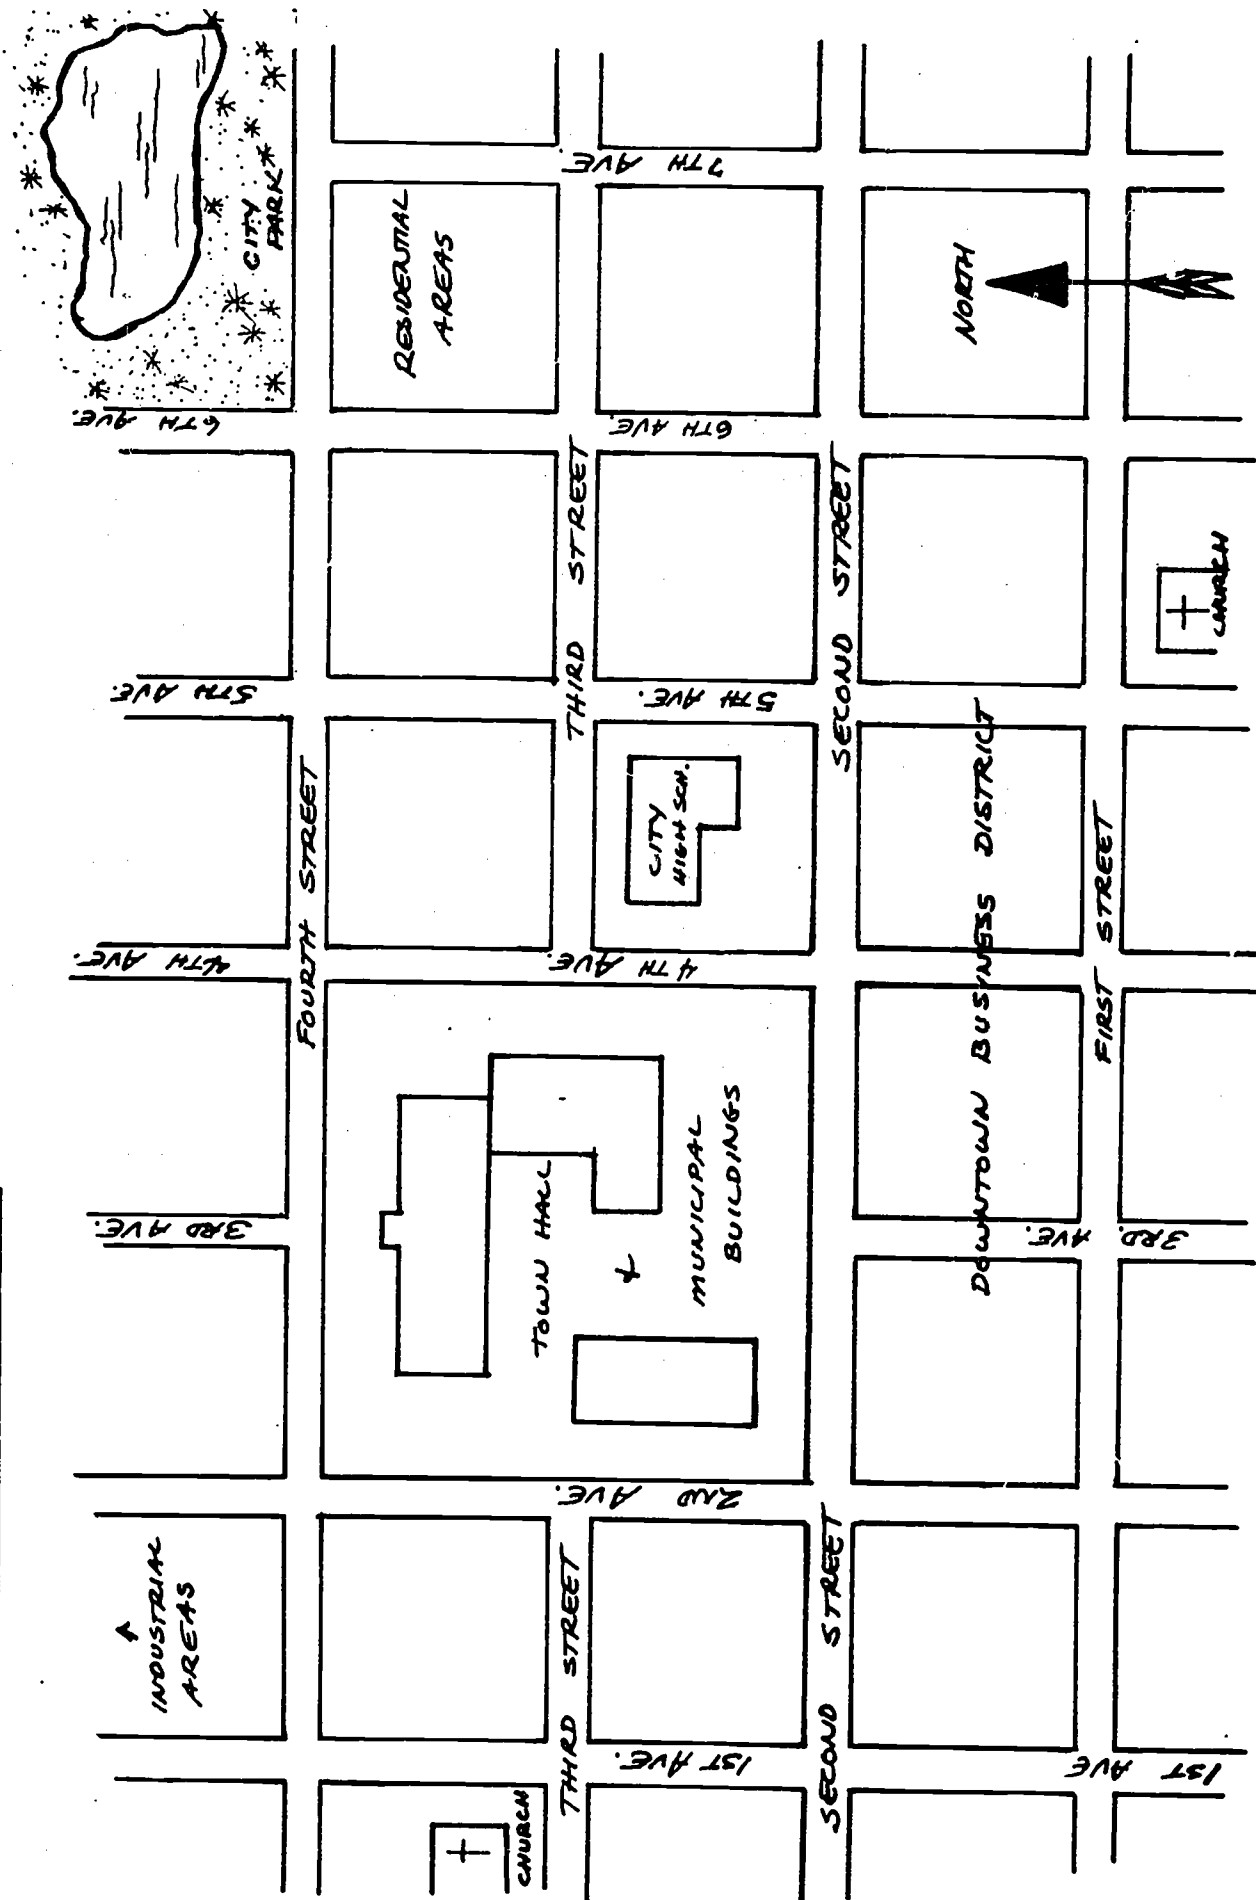 CITY
PARK
6TH AVE.
5TH AVE.
4TH AVE.
3RD AVE.
INDUSTRIAL
AREAS
FOURTH STREET
RESIDENTIAL
AREAS
TOWN HALL
MUNICIPAL
BUILDINGS
CHURCH
7TH AVE.
6TH AVE.
5TH AVE.
4TH AVE.
2ND AVE.
1ST AVE.
THIRD STREET
THIRD STREET
CITY
HIGH SCH.
SECOND STREET
SECOND STREET
NORTH
DOWNTOWN BUSINESS DISTRICT
3RD. AVE.
1ST AVE
FIRST STREET
CHURCH